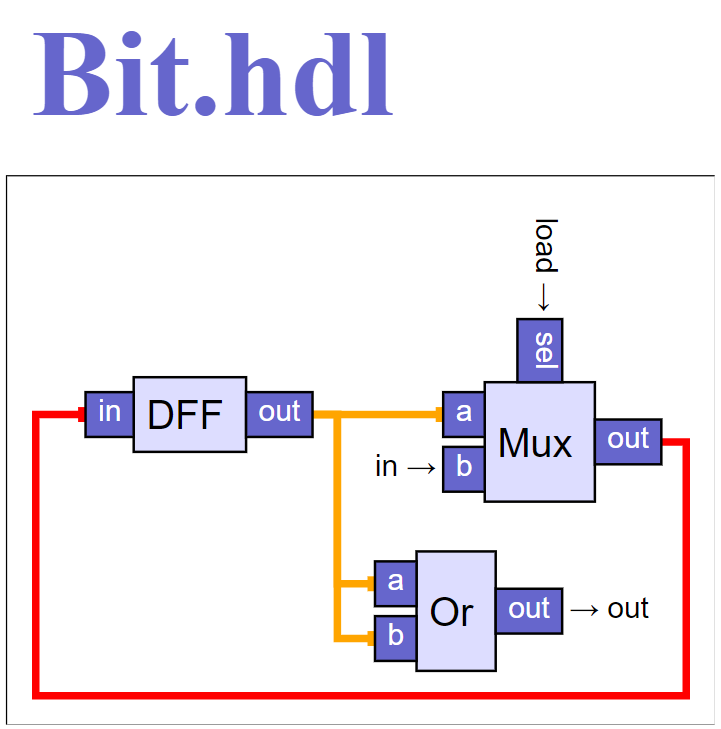 Bit.hdl
load →
sel
in DFF out
a
Mux
out
in → b
a
Or
out → out
b